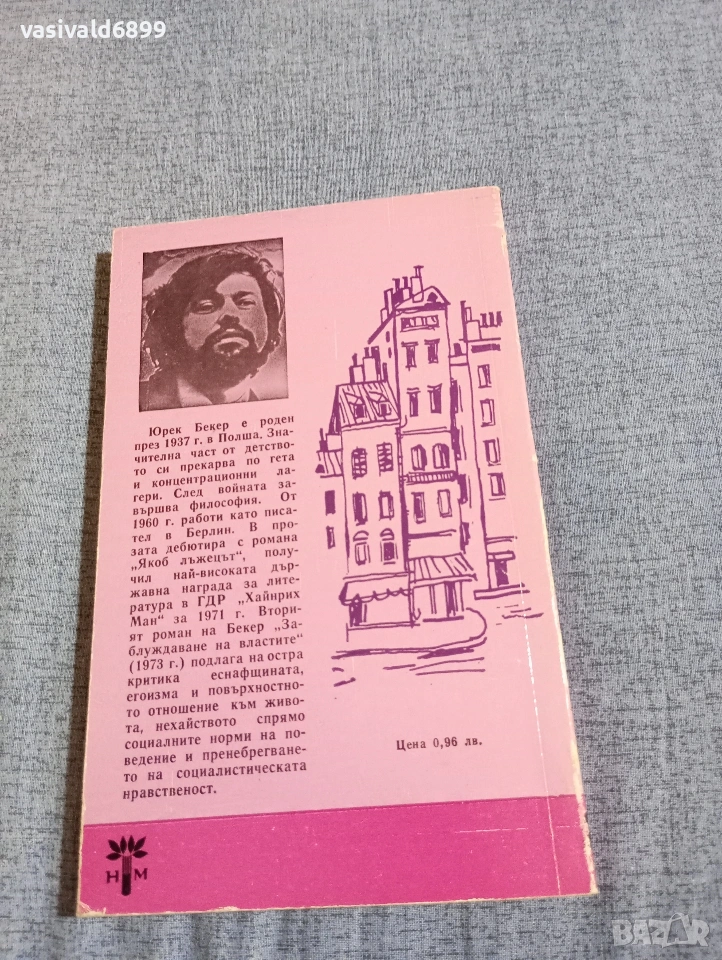 vasivald6899
Юрек Бекер е роден
през 1937 г. в Полша. Зна-
чителна част от детство-
то си прекарва по гета
и концентрационни ла-
гери. След войната за-
вършва философия. От
1960 г. работи като писа-
тел в Берлин. В про-
зата дебютира с романа
„Якоб лъжецът“, полу-
чил най-високата дър-
жавна награда за лите-
ратура в ГДР „Хайнрих
Ман“ за 1971 г. Втори-
ят роман на Бекер „За-
блуждаване на властите“
(1973 г.) подлага на остра
критика еснафщината,
егоизма и повърхностно-
то отношение към живо-
та, нехайството спрямо
социалните норми на по-
ведение и пренебрегване-
то на социалистическата
нравственост.
Цена 0,96 лв.
НМ
BAZAR